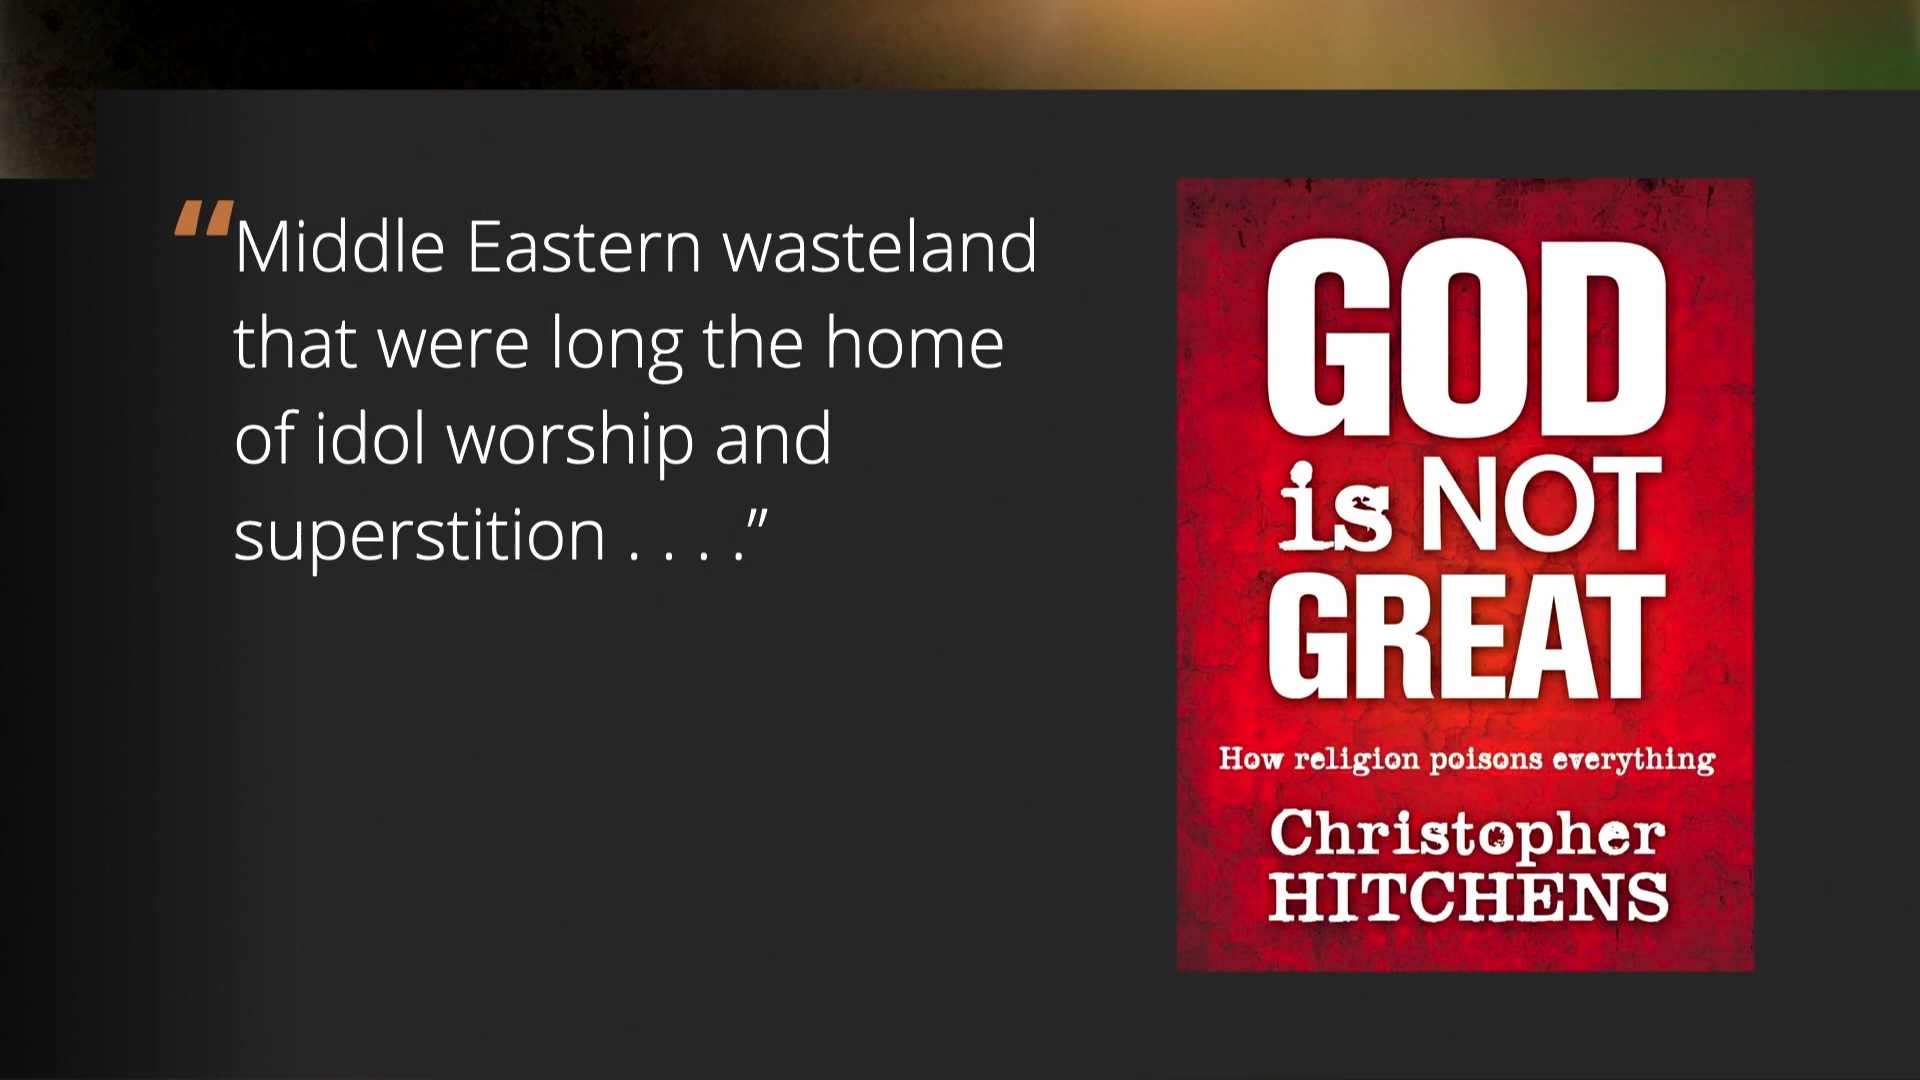 “Middle Eastern wasteland
that were long the home
of idol worship and
superstition . . . .”
GOD
is NOT
GREAT
How religion poisons everything
Christopher
HITCHENS